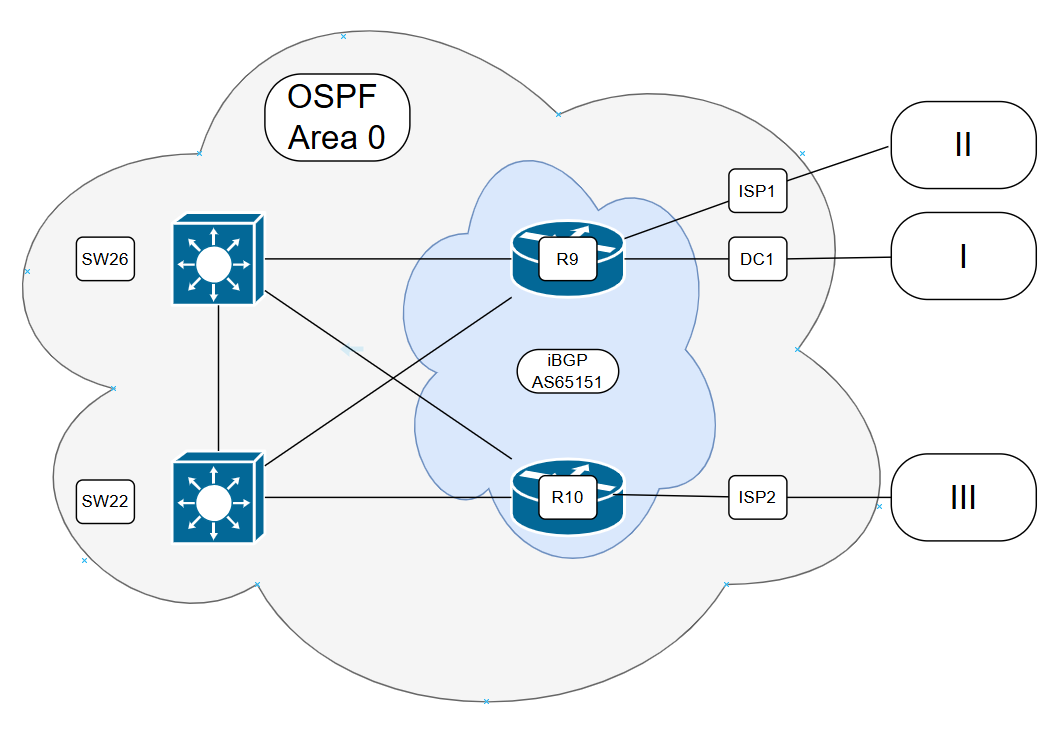 OSPF
Area 0
II
ISP1
SW26
R9
DC1
I
iBGP
AS65151
SW22
R10
ISP2
III